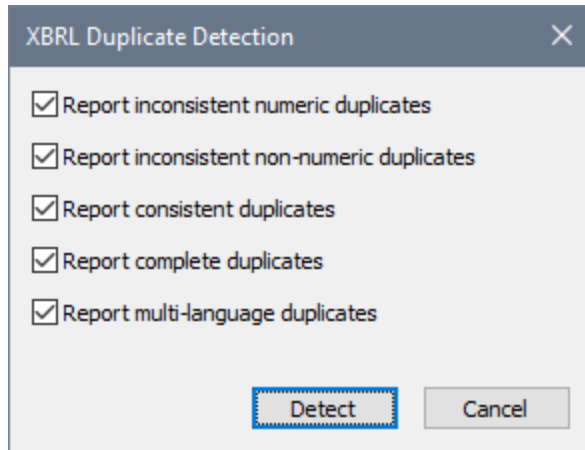 XBRL Duplicate Detection
Report inconsistent numeric duplicates
Report inconsistent non-numeric duplicates
Report consistent duplicates
Report complete duplicates
Report multi-language duplicates
Detect Cancel